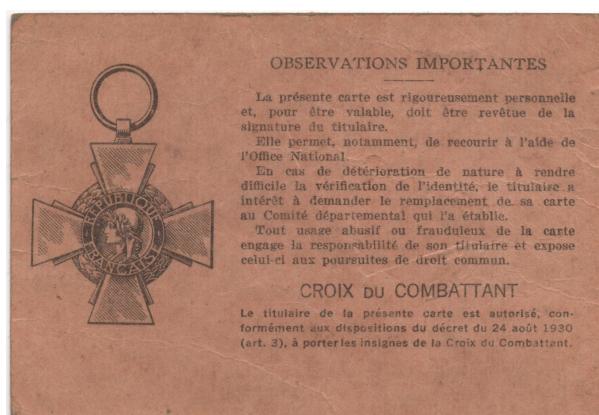 OBSERVATIONS IMPORTANTES
La présente carte est rigoureusement personnelle
et, pour être valable, doit être revêtue de la
signature du titulaire.
Elle permet, notamment, de recourir à l'aide de
l'Office National.
En cas de détérioration de nature à rendre
difficile la vérification de l'identité, le titulaire a
intérêt à demander le remplacement de sa carte
au Comité départemental qui l'a établie.
Tout usage abusif ou frauduleux de la carte
engage la responsabilité de son titulaire et expose
celui-ci aux poursuites de droit commun.
CROIX DU COMBATTANT
Le titulaire de la présente carte est autorisé, con-
formément aux dispositions du décret du 24 août 1930
(art. 3), à porter les insignes de la Croix du Combattant.
RÉPUBLIQUE
FRANÇAISE